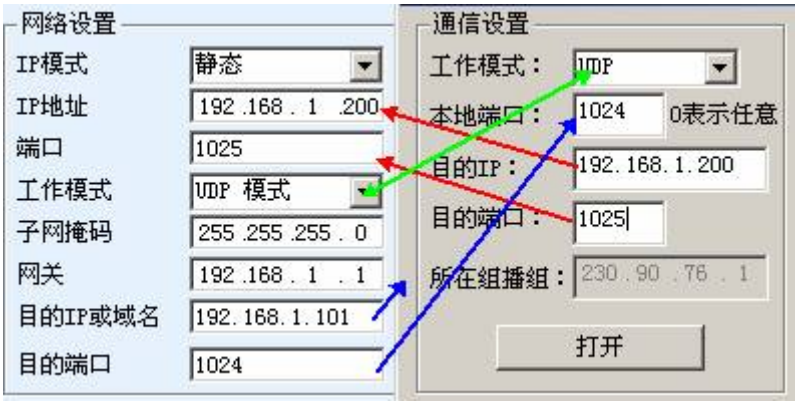 网络设置
IP模式 静态
IP地址 192 .168 . 1 .200
端口 1025
工作模式 UDP 模式
子网掩码 255 .255 .255 . 0
网关 192 .168 . 1 . 1
目的IP或域名 192.168.1.101
目的端口 1024
通信设置
工作模式： UDP
本地端口： 1024 0表示任意
目的IP： 192.168.1.200
目的端口： 1025
所在组播组： 230 . 90 . 76 . 1
打开